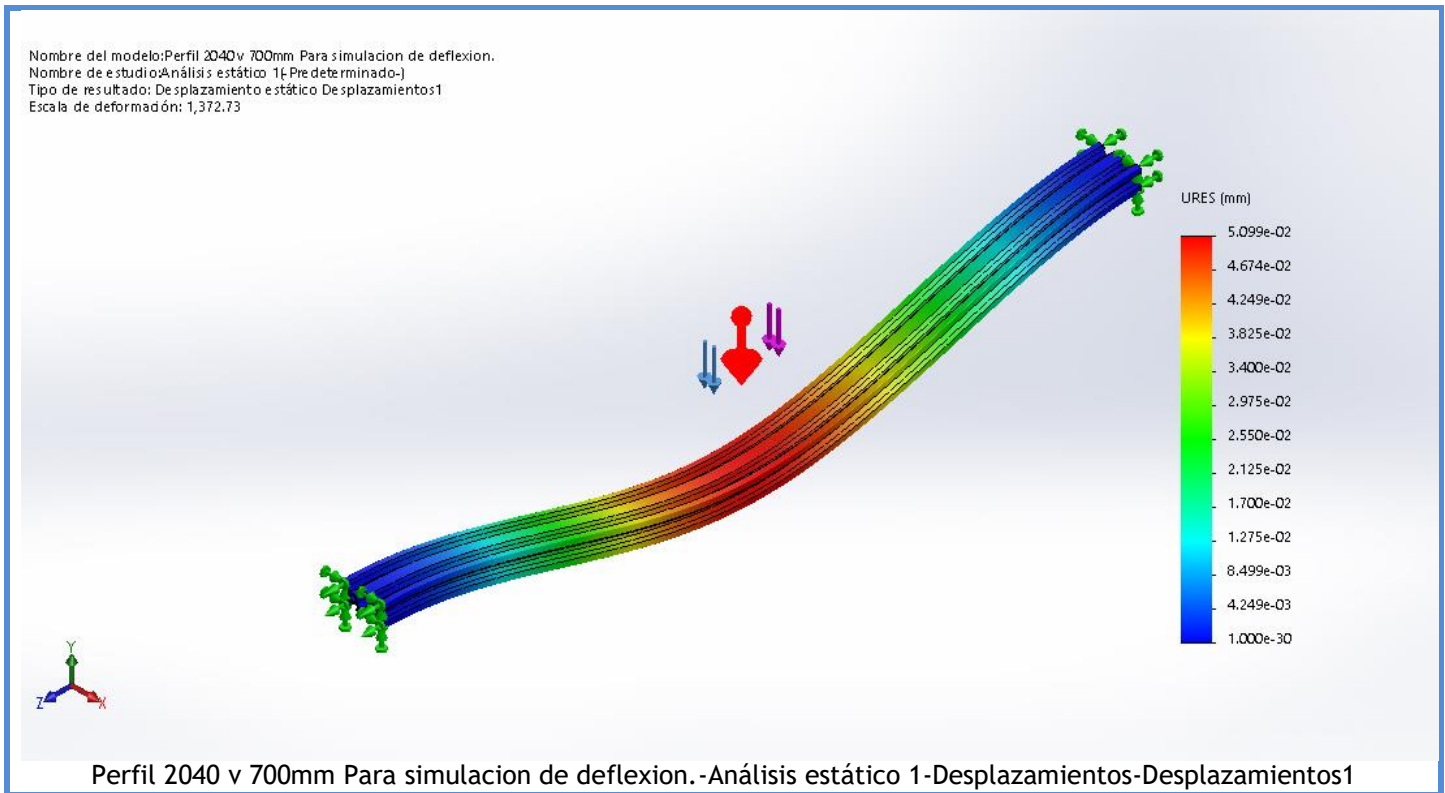 Nombre del modelo:Perfil 2040 v 700mm Para simulacion de deflexion.
Nombre de estudio:Análisis estático 1(-Predeterminado-)
Tipo de resultado: Desplazamiento estático Desplazamientos1
Escala de deformación: 1,372.73
URES (mm)
5.099e-02
4.674e-02
4.249e-02
3.825e-02
3.400e-02
2.975e-02
2.550e-02
2.125e-02
1.700e-02
1.275e-02
8.499e-03
4.249e-03
1.000e-30
Y
Z
X
Perfil 2040 v 700mm Para simulacion de deflexion.-Análisis estático 1-Desplazamientos-Desplazamientos1